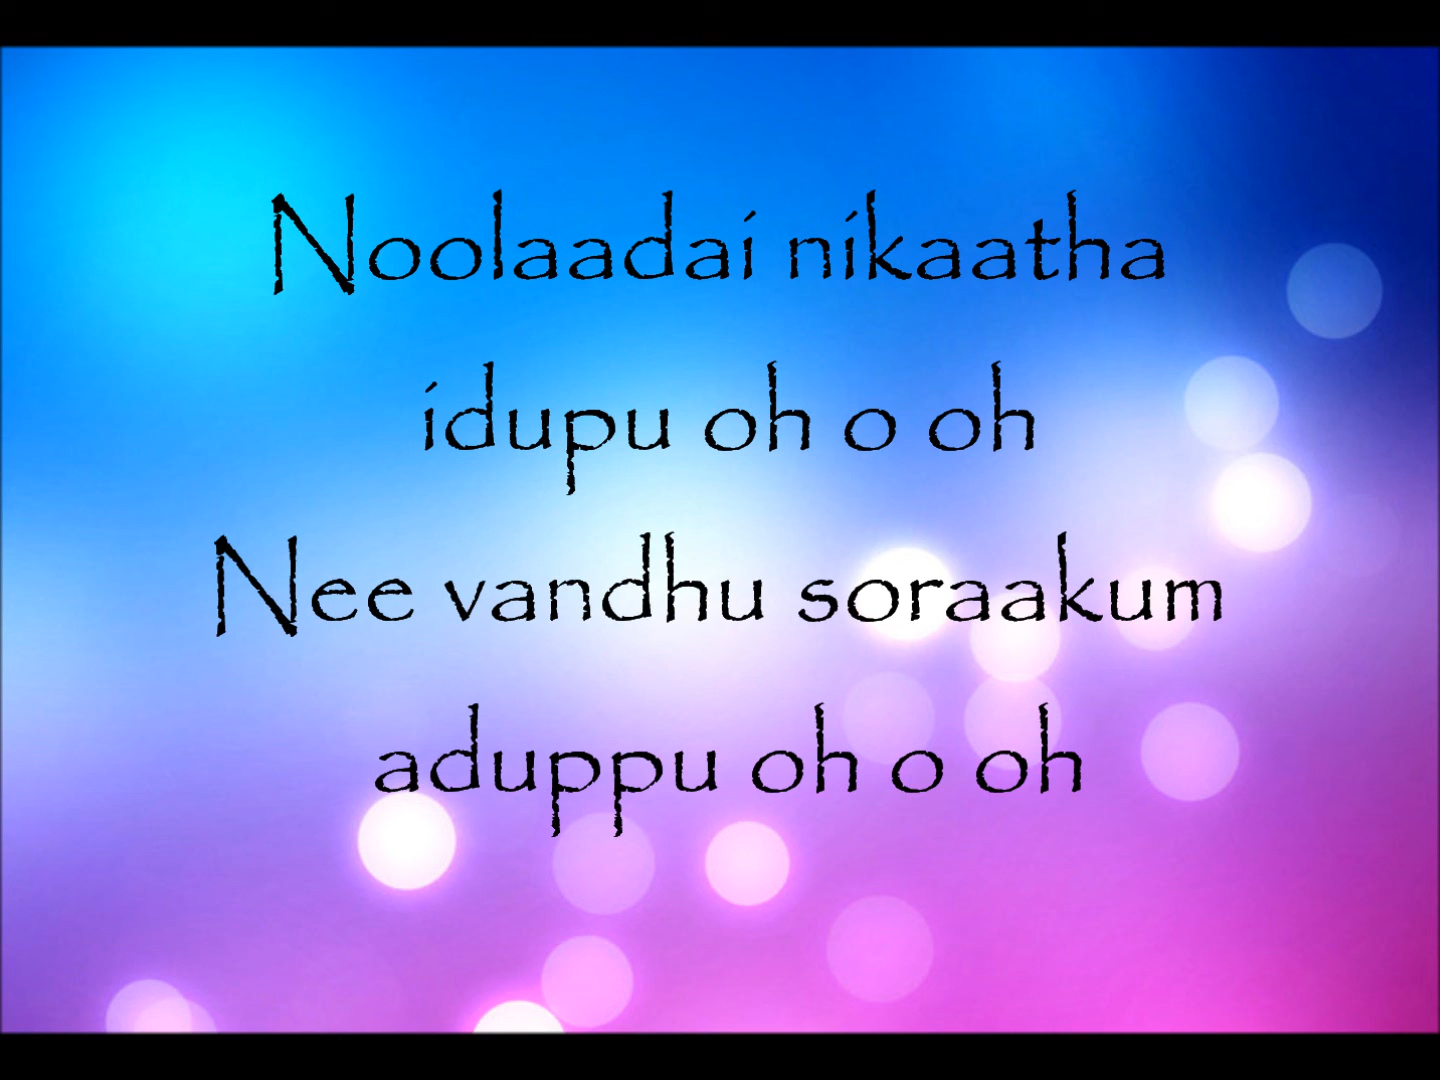 Noolaadai nikaatha
idupu oh o oh
Nee vandhu soraakum
aduppu oh o oh